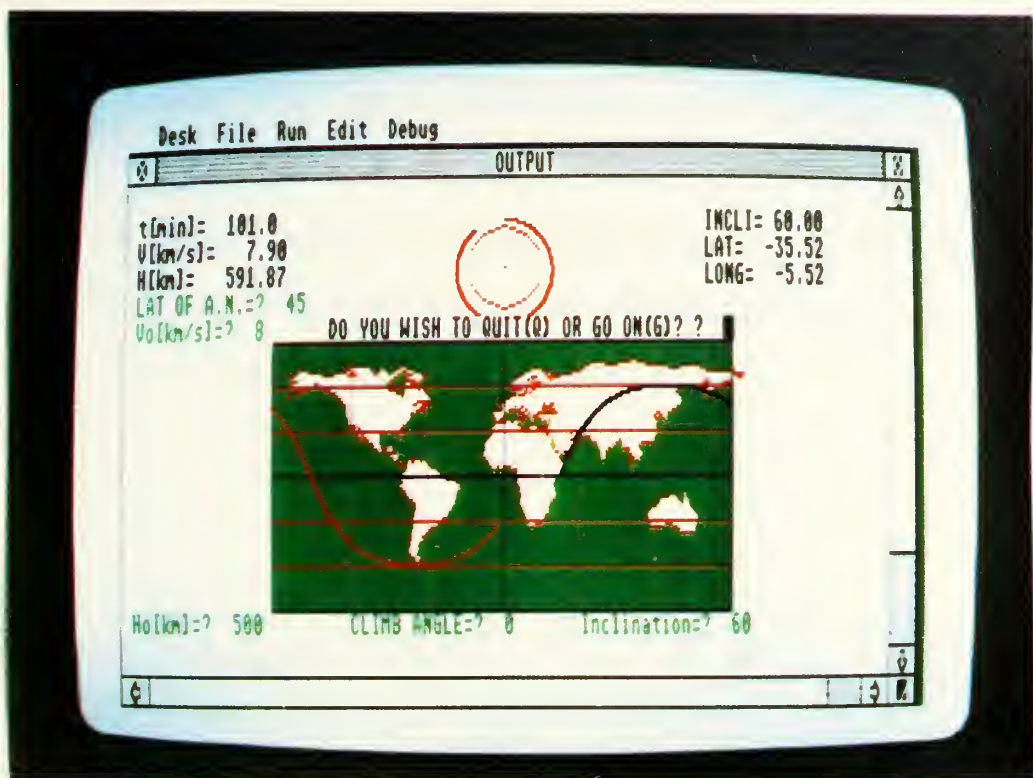 Desk File Run Edit Debug
OUTPUT
t[min]= 101.0
V[km/s]= 7.90
H[km]= 591.87
LAT OF A.N.=? 45
Vo[km/s]=? 8
INCLI= 60.00
LAT= -35.52
LONG= -5.52
DO YOU WISH TO QUIT(Q) OR GO ON(G)? ?
Ho[km]=? 500 CLIMB ANGLE=? 0 Inclination=? 60